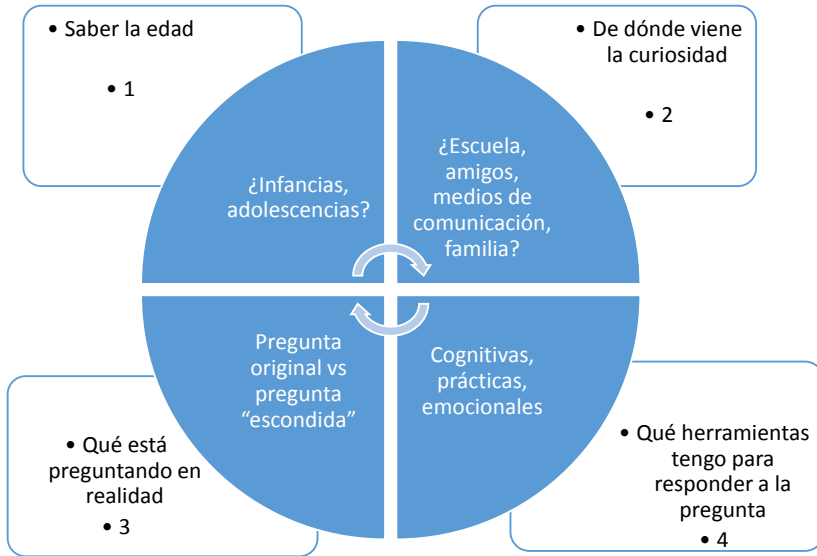 • Saber la edad
• 1
¿Infancias,
adolescencias?
• De dónde viene
la curiosidad
• 2
¿Escuela,
amigos,
medios de
comunicación,
familia?
Pregunta
original vs
pregunta
“escondida”
• Qué está
preguntando en
realidad
• 3
Cognitivas,
prácticas,
emocionales
• Qué herramientas
tengo para
responder a la
pregunta
• 4